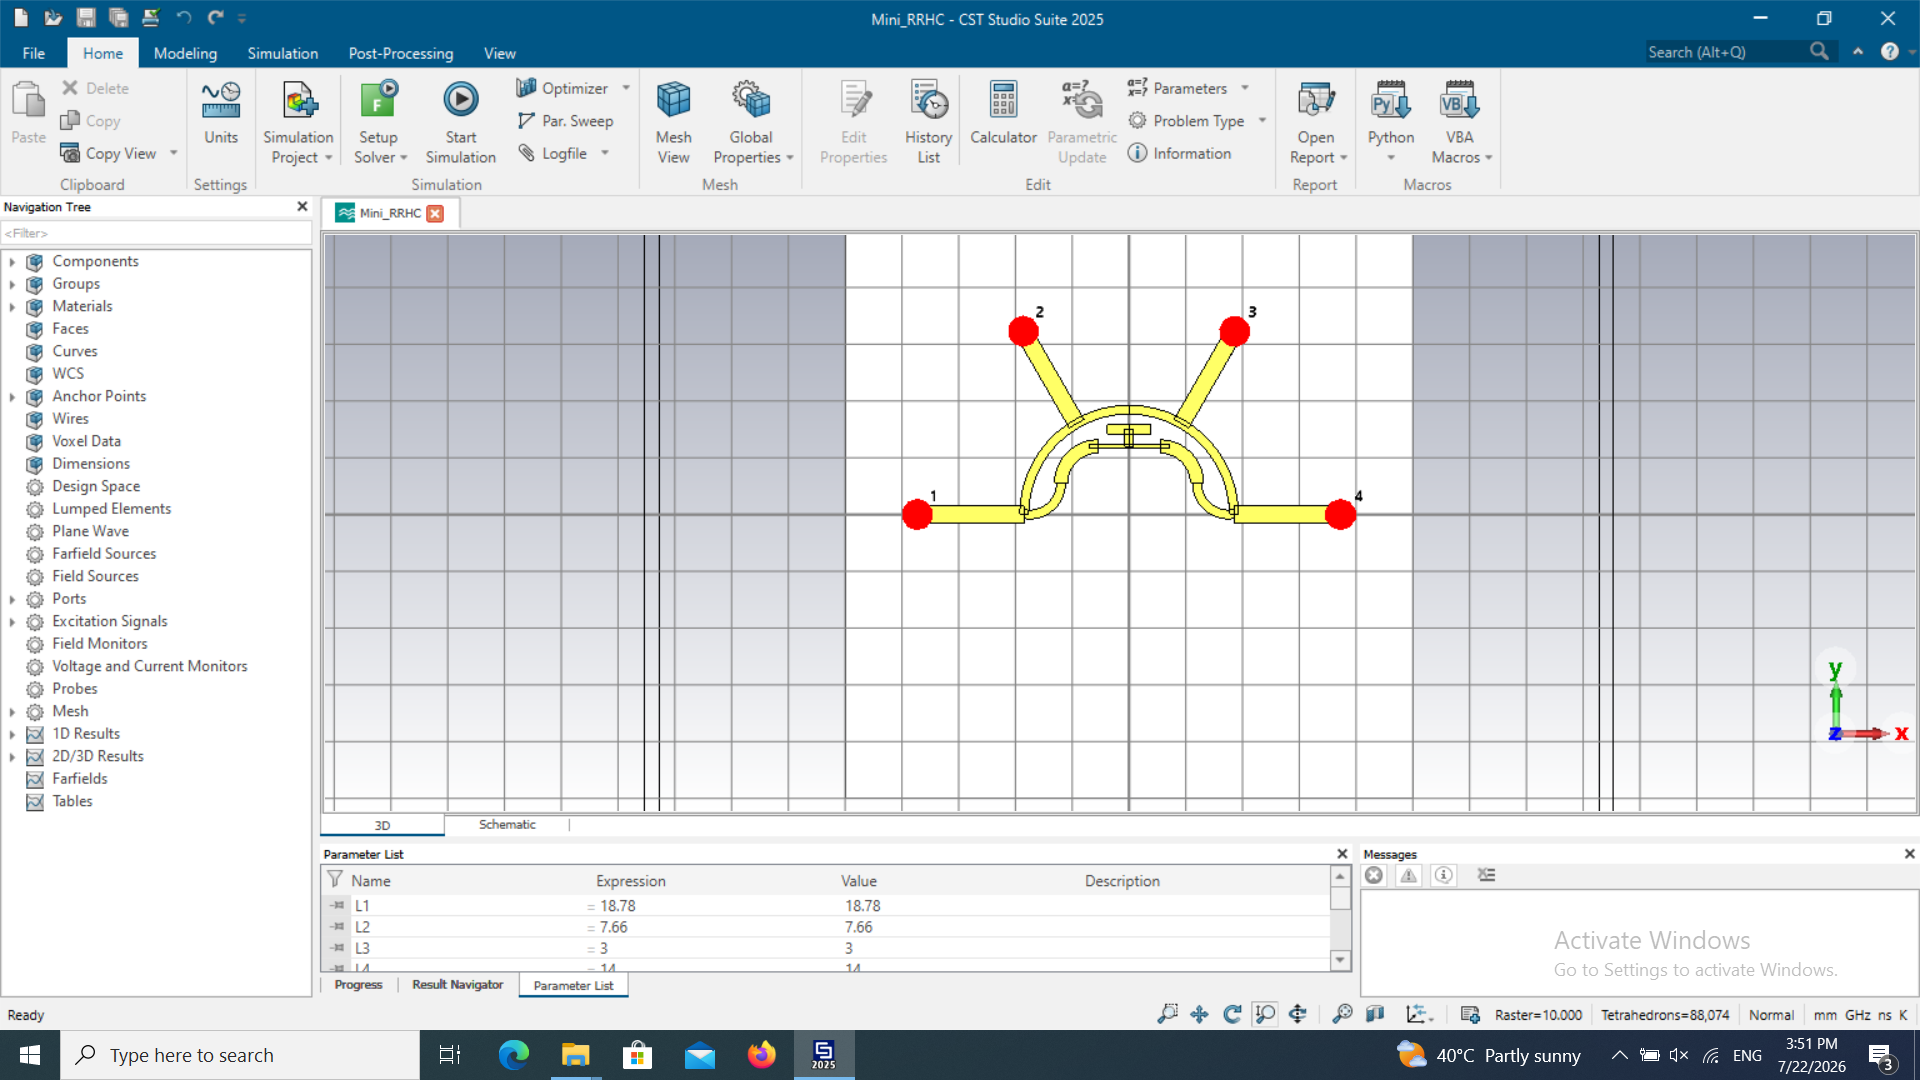 Mini_RRHC - CST Studio Suite 2025
File Home Modeling Simulation Post-Processing View Search (Alt+Q)
Paste
Delete
Copy
Copy View
Clipboard
Units
Settings
Simulation Project
Setup Solver
Start Simulation
Optimizer
Par. Sweep
Logfile
Simulation
Mesh View
Global Properties
Mesh
Edit Properties
History List
Calculator
Parametric Update
Parameters
Problem Type
Information
Edit
Open Report
Report
Python
VBA Macros
Macros
Navigation Tree
<Filter>
Components
Groups
Materials
Faces
Curves
WCS
Anchor Points
Wires
Voxel Data
Dimensions
Design Space
Lumped Elements
Plane Wave
Farfield Sources
Field Sources
Ports
Excitation Signals
Field Monitors
Voltage and Current Monitors
Probes
Mesh
1D Results
2D/3D Results
Farfields
Tables
Mini_RRHC
2 3
1 4
y
z x
3D Schematic
Parameter List
Name Expression Value Description
L1 = 18.78 18.78
L2 = 7.66 7.66
L3 = 3 3
L4 = 14 14
Progress Result Navigator Parameter List
Messages
Activate Windows
Go to Settings to activate Windows.
Ready Raster=10.000 Tetrahedrons=88,074 Normal mm GHz ns K
Type here to search
2025
40°C Partly sunny ENG
3:51 PM
7/22/2026
3